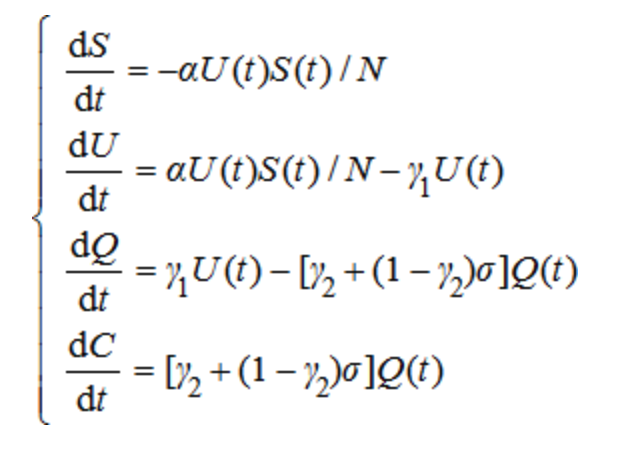 dS/dt = -αU(t)S(t)/N
dU/dt = αU(t)S(t)/N - γ₁U(t)
dQ/dt = γ₁U(t) - [γ₂ + (1 - γ₂)σ]Q(t)
dC/dt = [γ₂ + (1 - γ₂)σ]Q(t)